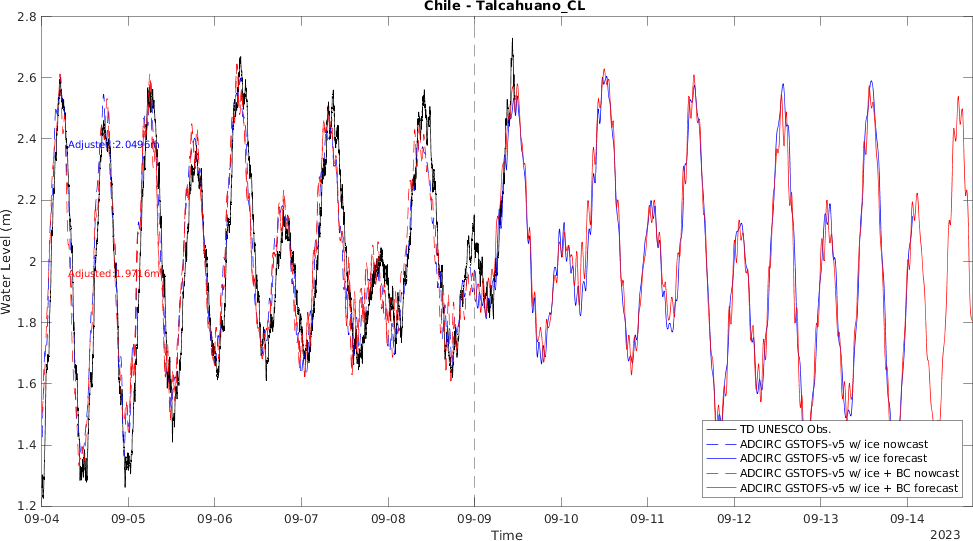 Chile - Talcahuano_CL
2.8
2.6
2.4
2.2
2
1.8
1.6
1.4
1.2
Water Level (m)
Adjusted:2.0496m
Adjusted:1.9716m
TD UNESCO Obs.
ADCIRC GSTOFS-v5 w/ ice nowcast
ADCIRC GSTOFS-v5 w/ ice forecast
ADCIRC GSTOFS-v5 w/ ice + BC nowcast
ADCIRC GSTOFS-v5 w/ ice + BC forecast
09-04 09-05 09-06 09-07 09-08 09-09 09-10 09-11 09-12 09-13 09-14
Time
2023